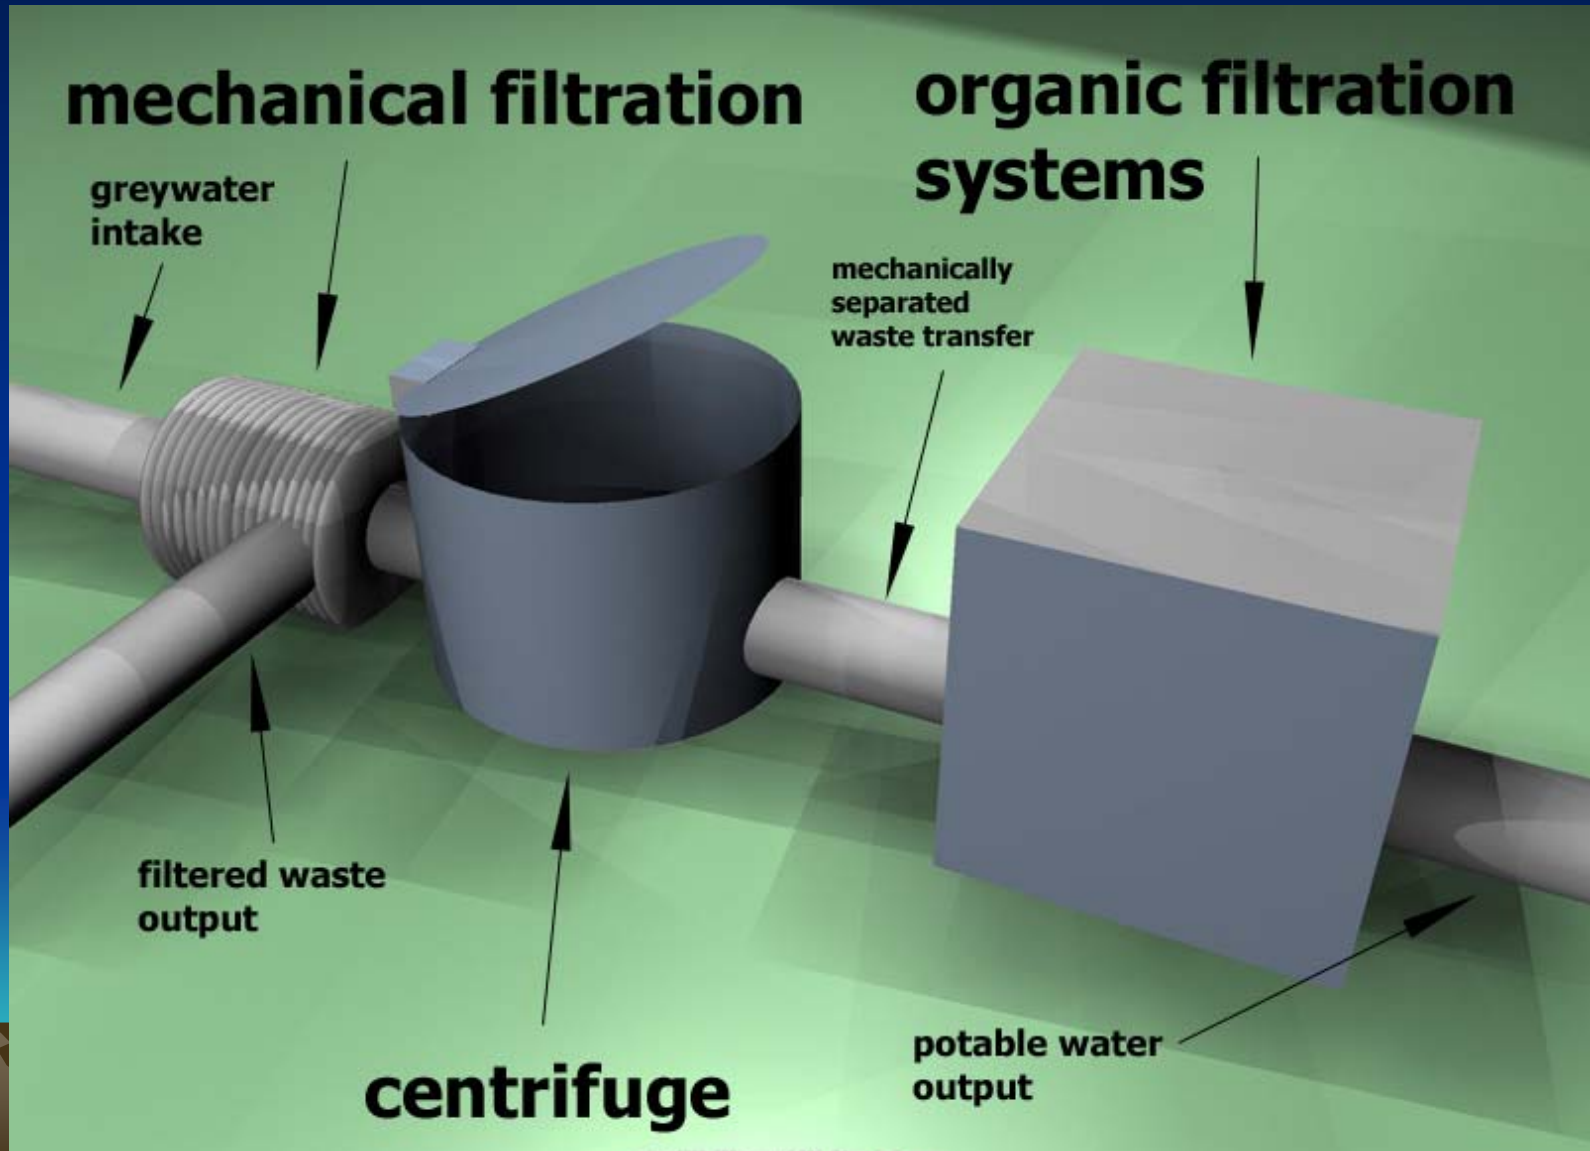 mechanical filtration
organic filtration
systems
greywater
intake
mechanically
separated
waste transfer
filtered waste
output
centrifuge
potable water
output